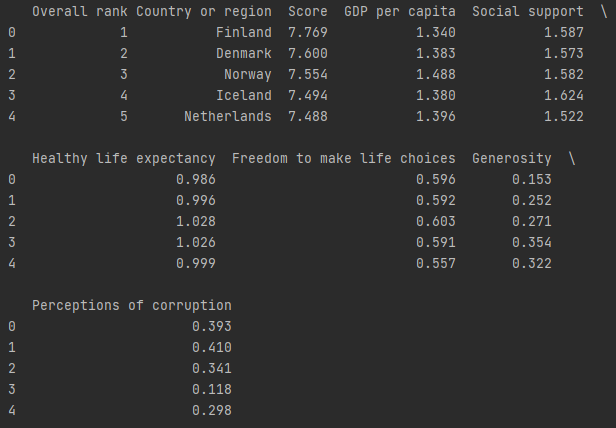 Overall rank Country or region  Score  GDP per capita  Social support  \
0             1           Finland  7.769           1.340           1.587
1             2           Denmark  7.600           1.383           1.573
2             3            Norway  7.554           1.488           1.582
3             4           Iceland  7.494           1.380           1.624
4             5       Netherlands  7.488           1.396           1.522
Healthy life expectancy  Freedom to make life choices  Generosity  \
0                    0.986                         0.596       0.153
1                    0.996                         0.592       0.252
2                    1.028                         0.603       0.271
3                    1.026                         0.591       0.354
4                    0.999                         0.557       0.322
Perceptions of corruption
0                      0.393
1                      0.410
2                      0.341
3                      0.118
4                      0.298